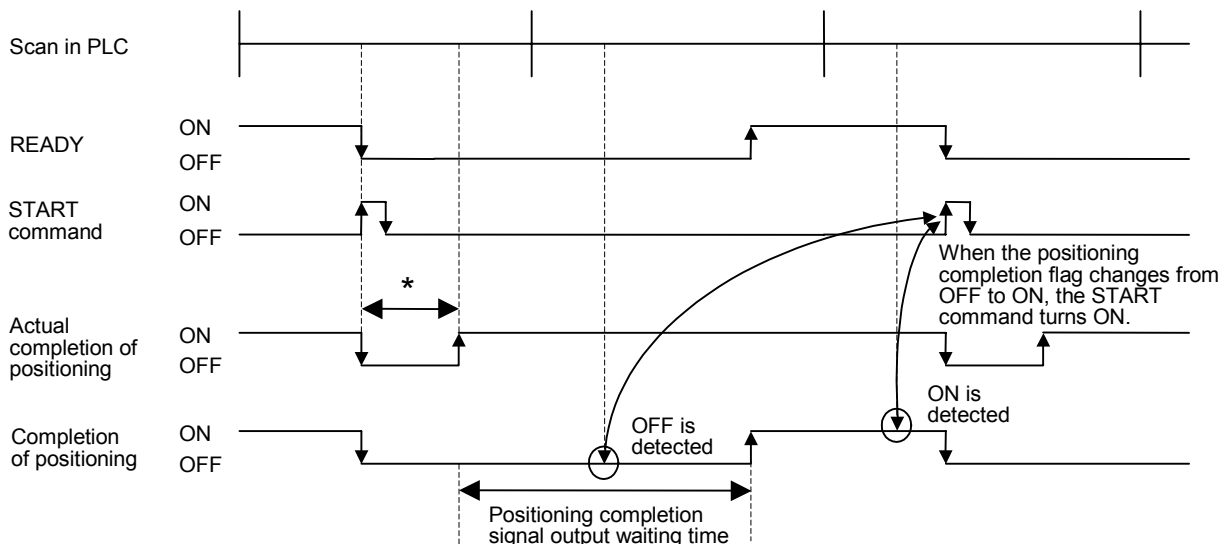 Scan in PLC
READY
ON
OFF
START
command
ON
OFF
When the positioning
completion flag changes from
OFF to ON, the START
command turns ON.
*
Actual
completion of
positioning
ON
OFF
ON is
detected
OFF is
detected
Completion
of positioning
ON
OFF
Positioning completion
signal output waiting time